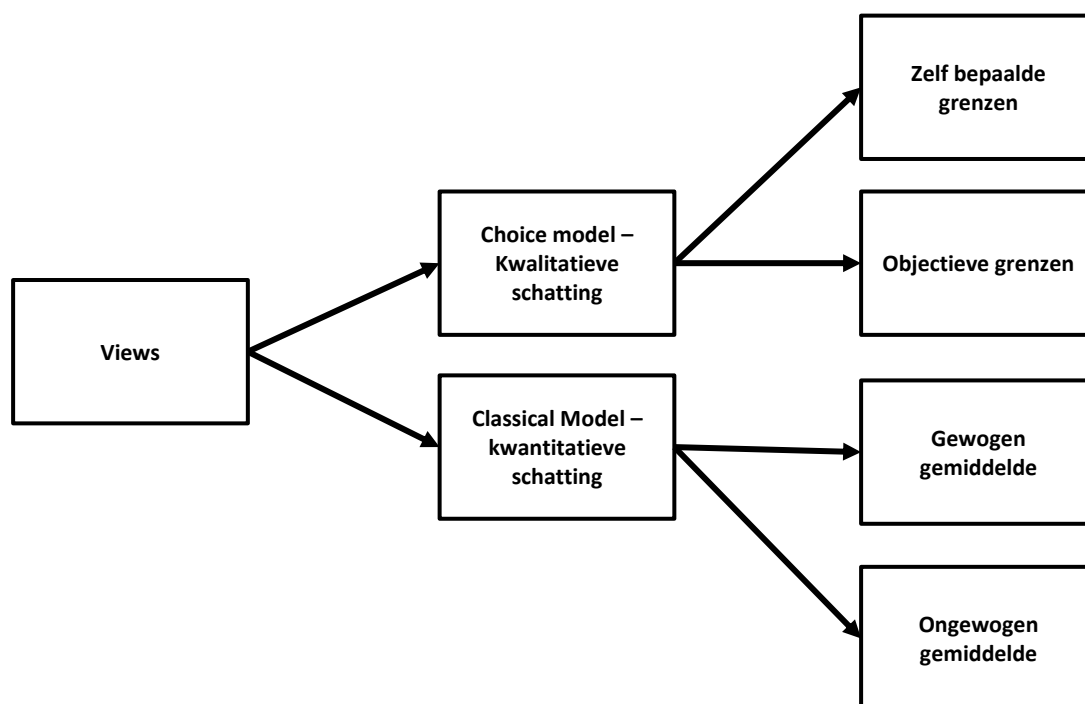 Zelf bepaalde
grenzen
Choice model –
Kwalitatieve
schatting
Objectieve grenzen
Views
Classical Model –
kwantitatieve
schatting
Gewogen
gemiddelde
Ongewogen
gemiddelde